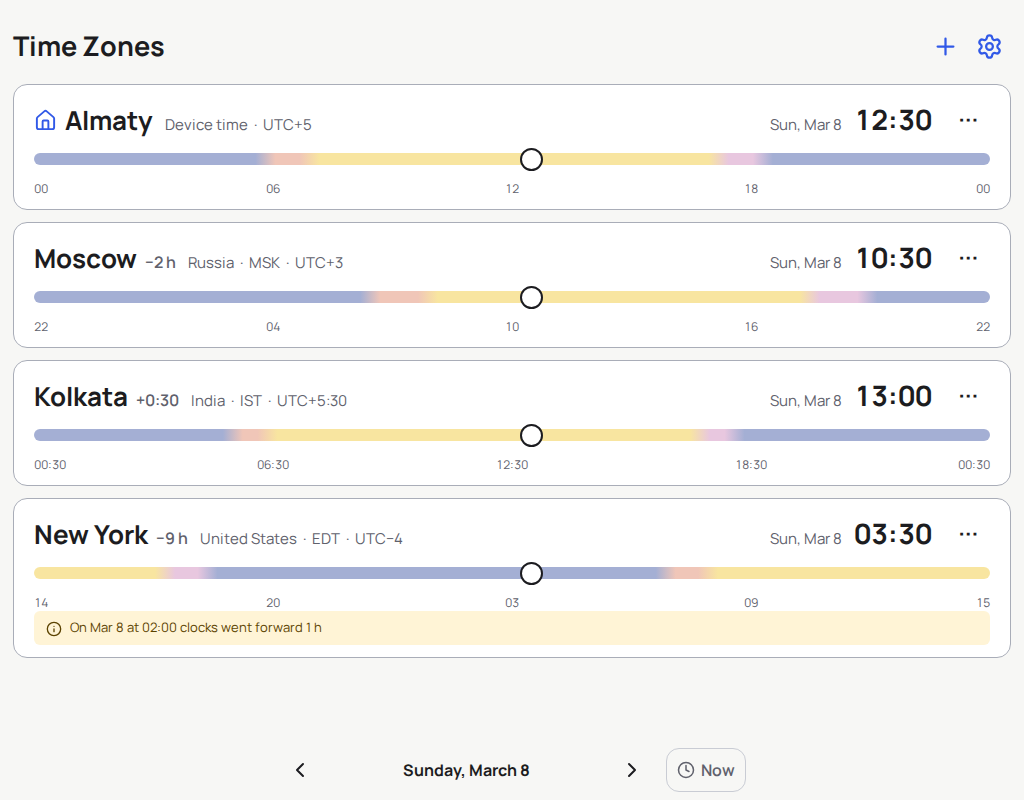 Time Zones
Almaty Device time · UTC+5 Sun, Mar 8 12:30 ···
00 06 12 18 00
Moscow −2 h Russia · MSK · UTC+3 Sun, Mar 8 10:30 ···
22 04 10 16 22
Kolkata +0:30 India · IST · UTC+5:30 Sun, Mar 8 13:00 ···
00:30 06:30 12:30 18:30 00:30
New York −9 h United States · EDT · UTC−4 Sun, Mar 8 03:30 ···
14 20 03 09 15
On Mar 8 at 02:00 clocks went forward 1 h
Sunday, March 8 Now